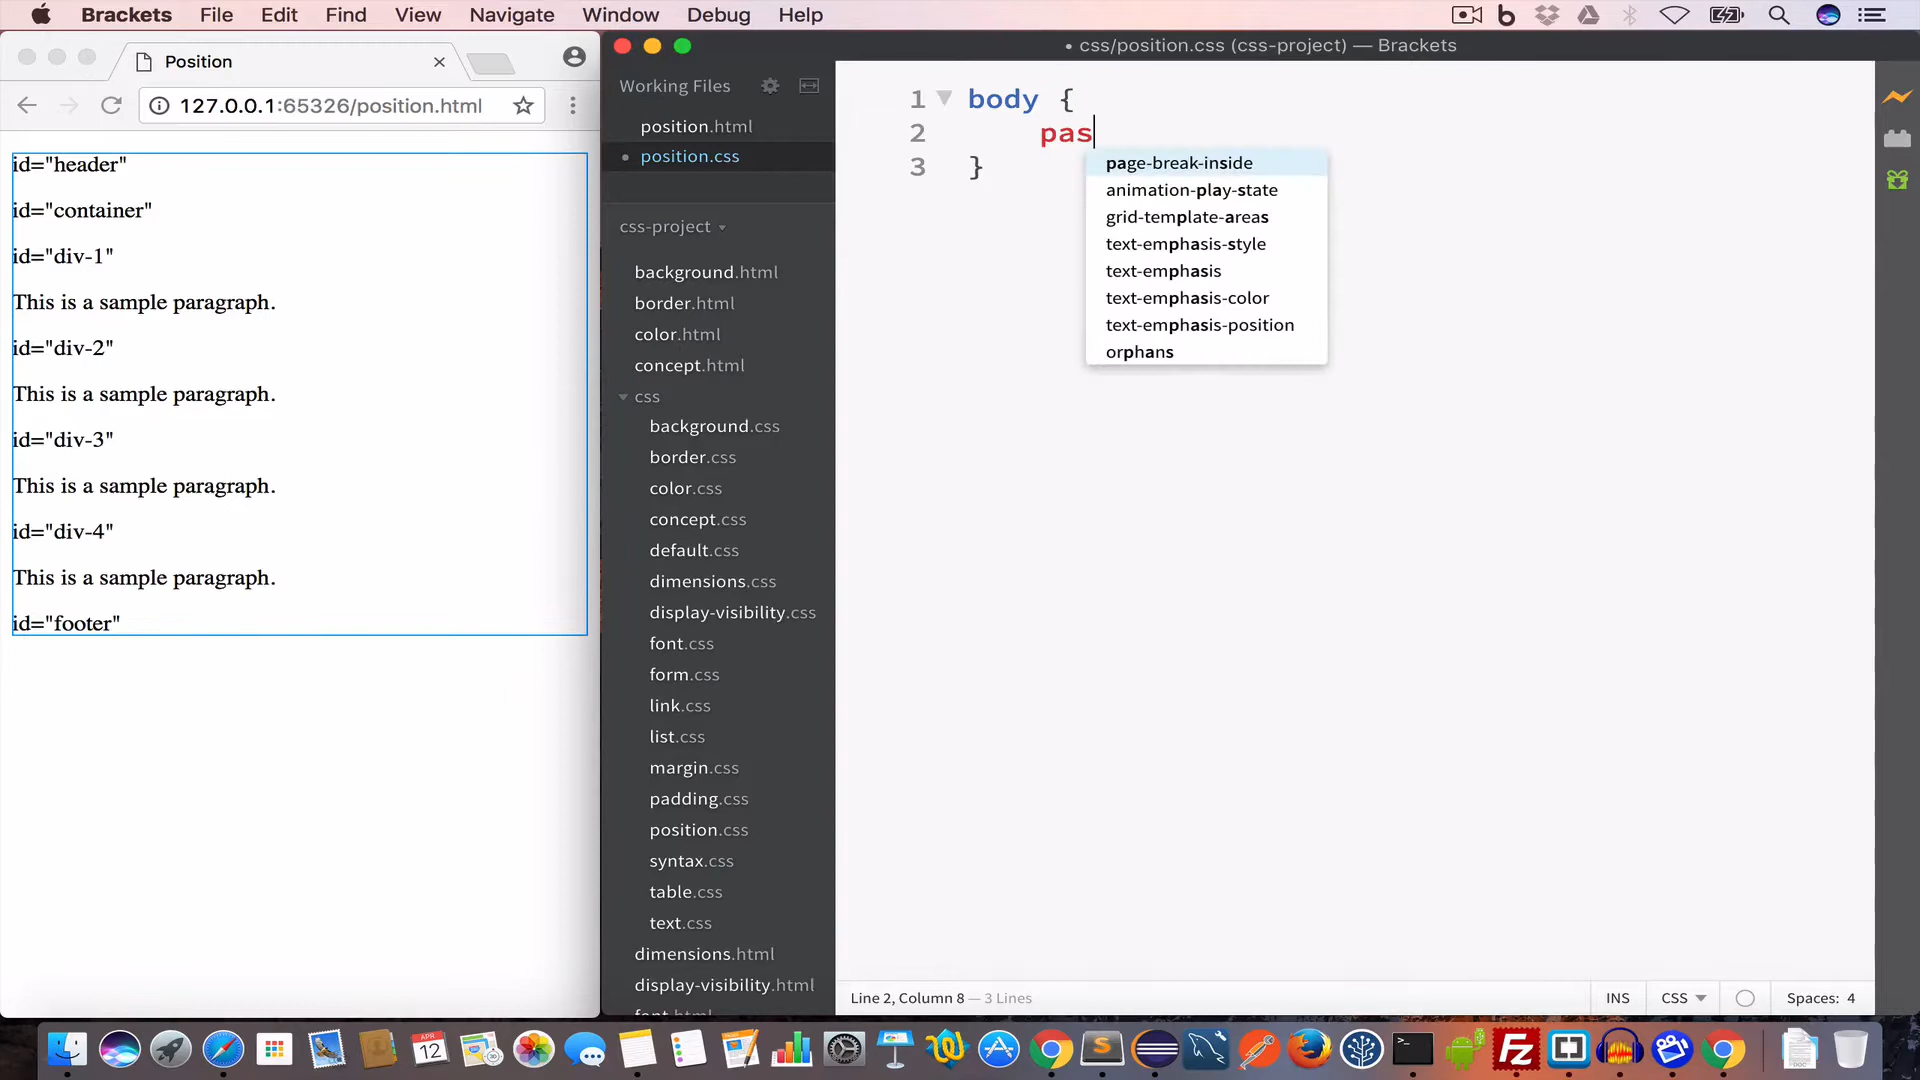 Brackets File Edit Find View Navigate Window Debug Help
Position
127.0.0.1:65326/position.html
id="header"
id="container"
id="div-1"
This is a sample paragraph.
id="div-2"
This is a sample paragraph.
id="div-3"
This is a sample paragraph.
id="div-4"
This is a sample paragraph.
id="footer"
• css/position.css (css-project) — Brackets
Working Files
position.html
position.css
css-project
background.html
border.html
color.html
concept.html
css
background.css
border.css
color.css
concept.css
default.css
dimensions.css
display-visibility.css
font.css
form.css
link.css
list.css
margin.css
padding.css
position.css
syntax.css
table.css
text.css
dimensions.html
display-visibility.html
font.html
1 body {
2 pas
3 }
page-break-inside
animation-play-state
grid-template-areas
text-emphasis-style
text-emphasis
text-emphasis-color
text-emphasis-position
orphans
Line 2, Column 8 — 3 Lines
INS CSS Spaces: 4
APR
12